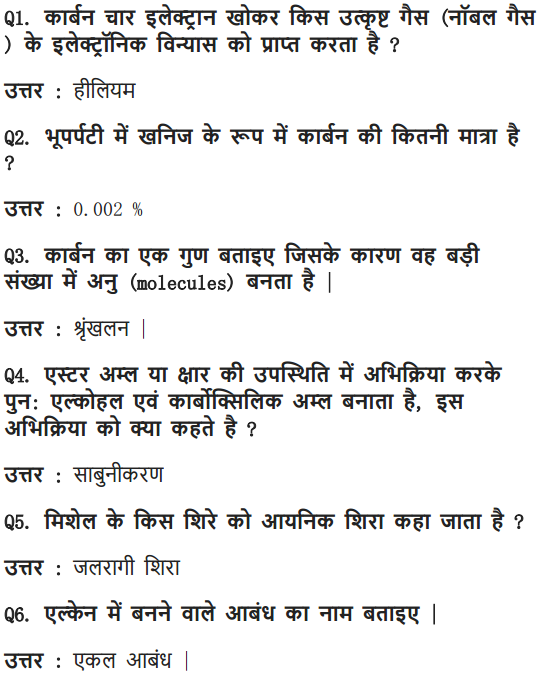 Q1. कार्बन चार इलेक्ट्रान खोकर किस उत्कृष्ट गैस (नॉबल गैस
) के इलेक्ट्रॉनिक विन्यास को प्राप्त करता है ?
उत्तर : हीलियम
Q2. भूपर्पटी में खनिज के रूप में कार्बन की कितनी मात्रा है
?
उत्तर : 0.002 %
Q3. कार्बन का एक गुण बताइए जिसके कारण वह बड़ी
संख्या में अनु (molecules) बनता है |
उत्तर : श्रृंखलन |
Q4. एस्टर अम्ल या क्षार की उपस्थिति में अभिक्रिया करके
पुन: एल्कोहल एवं कार्बोक्सिलिक अम्ल बनाता है, इस
अभिक्रिया को क्या कहते है ?
उत्तर : साबुनीकरण
Q5. मिशेल के किस शिरे को आयनिक शिरा कहा जाता है ?
उत्तर : जलरागी शिरा
Q6. एल्केन में बनने वाले आबंध का नाम बताइए |
उत्तर : एकल आबंध |